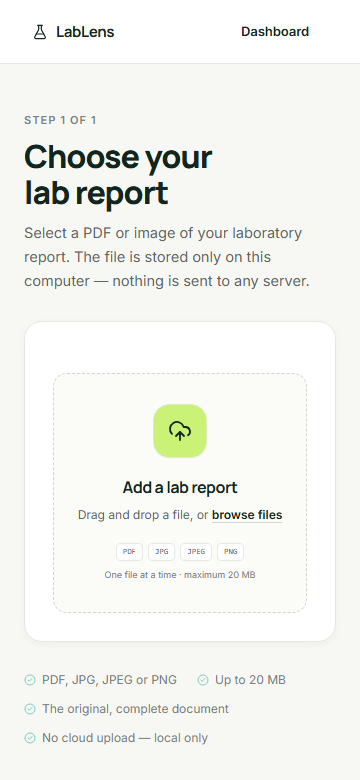 LabLens
Dashboard
STEP 1 OF 1
Choose your
lab report
Select a PDF or image of your laboratory
report. The file is stored only on this
computer — nothing is sent to any server.
Add a lab report
Drag and drop a file, or browse files
PDF JPG JPEG PNG
One file at a time · maximum 20 MB
PDF, JPG, JPEG or PNG
Up to 20 MB
The original, complete document
No cloud upload — local only